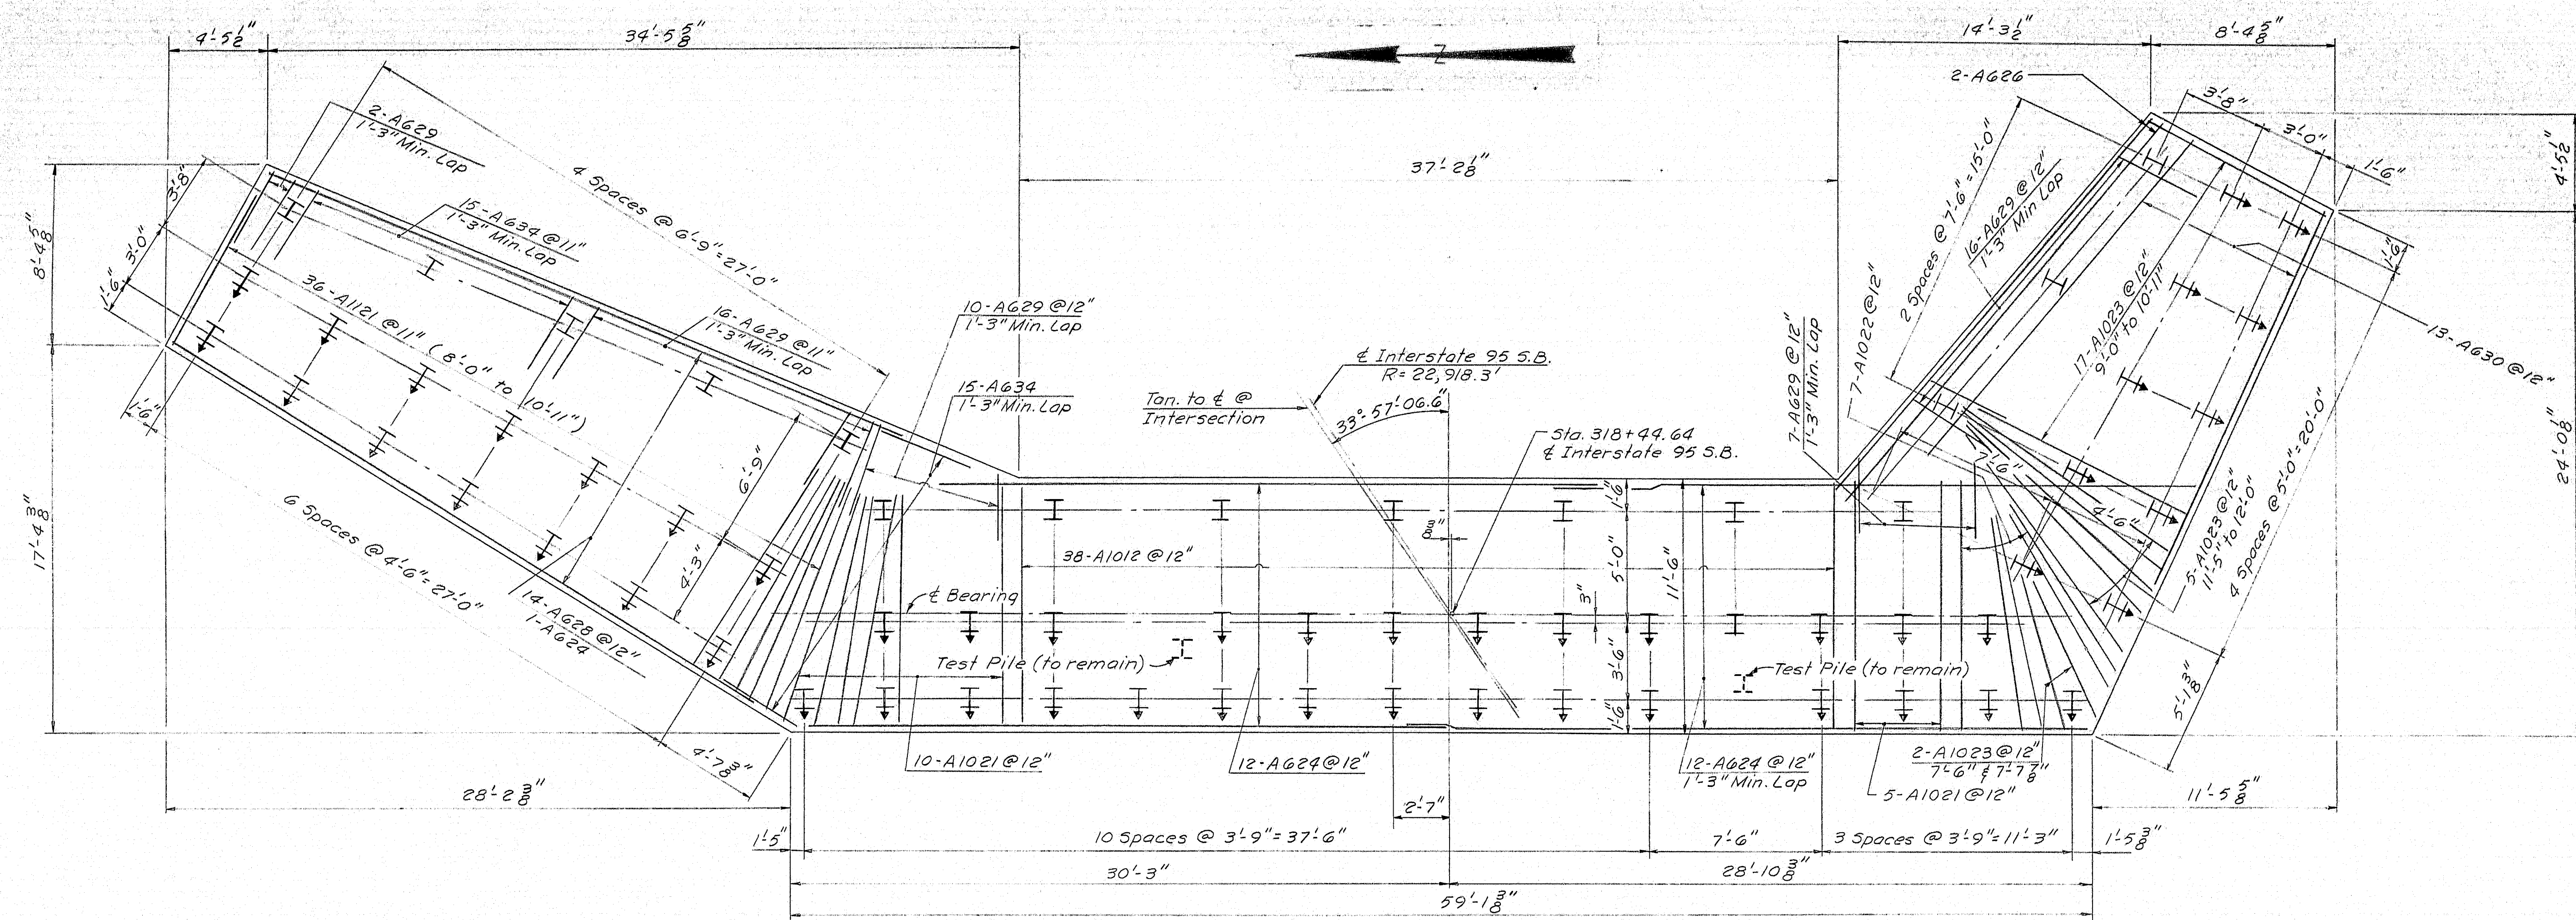 4'-5½"
34'-5⅝"
Z
14'-3½"
8'-4⅝"
2-A626
3'-8"
3'-0"
1'-6"
4'-5½"
2-A629
1'-3" Min. Lap
4 Spaces @ 6'-9"=27'-0"
37'-2⅛"
2 Spaces @ 7'-6"=15'-0"
16-A629@12"
1'-3" Min Lap
3'-8"
3'-0"
1'-6"
8'-4⅝"
15-A634@11"
1'-3" Min. Lap
36-A1121@11" (8'-0" to 10'-11")
16-A629@11"
1'-3" Min. Lap
10-A629@12"
1'-3" Min. Lap
15-A634
1'-3" Min. Lap
Tan. to ℄ @
Intersection
℄ Interstate 95 S.B.
R=22,918.3'
33°-57'-06.6"
Sta. 318+44.64
℄ Interstate 95 S.B.
7-A629@12"
1'-3" Min. Lap
7-A1022@12"
17-A1023@12"
9'-0" to 10'-11"
1'-6"
13-A630@12"
24'-0⅛"
7'-6"
4'-6"
5-A1023@12"
11'-5" to 12'-0"
4 Spaces @ 5'-0"=20'-0"
5'-1⅜"
1'-6"
17'-4⅜"
6 Spaces @ 4'-6"=27'-0"
6'-9"
4'-3"
14-A628@12"
1-A624
4'-7¾"
⅜"
1'-6"
5'-0"
11'-6"
3"
3'-6"
1'-6"
38-A1012@12"
℄ Bearing
Test Pile (to remain)
Test Pile (to remain)
10-A1021@12"
12-A624@12"
12-A624@12"
1'-3" Min. Lap
2-A1023@12"
7'-6" & 7'-7⅞"
5-A1021@12"
28'-2⅜"
2'-7"
11'-5⅝"
1'-5"
10 Spaces @ 3'-9"=37'-6"
7'-6"
3 Spaces @ 3'-9"=11'-3"
1'-5⅜"
30'-3"
28'-10⅜"
59'-1⅜"